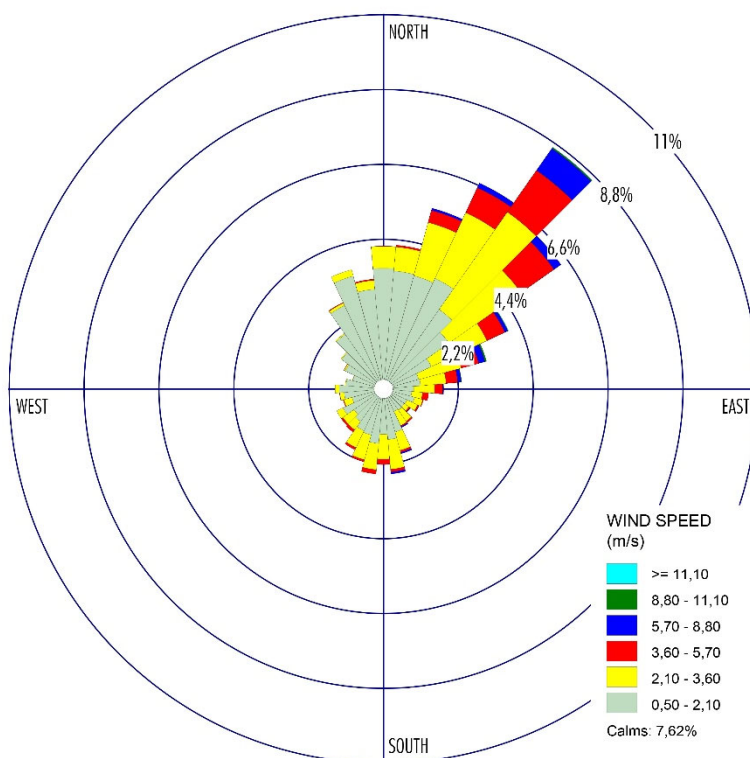 NORTH
11%
8,8%
6,6%
4,4%
2,2%
WEST
EAST
SOUTH
WIND SPEED
(m/s)
>= 11,10
8,80 - 11,10
5,70 - 8,80
3,60 - 5,70
2,10 - 3,60
0,50 - 2,10
Calms: 7,62%